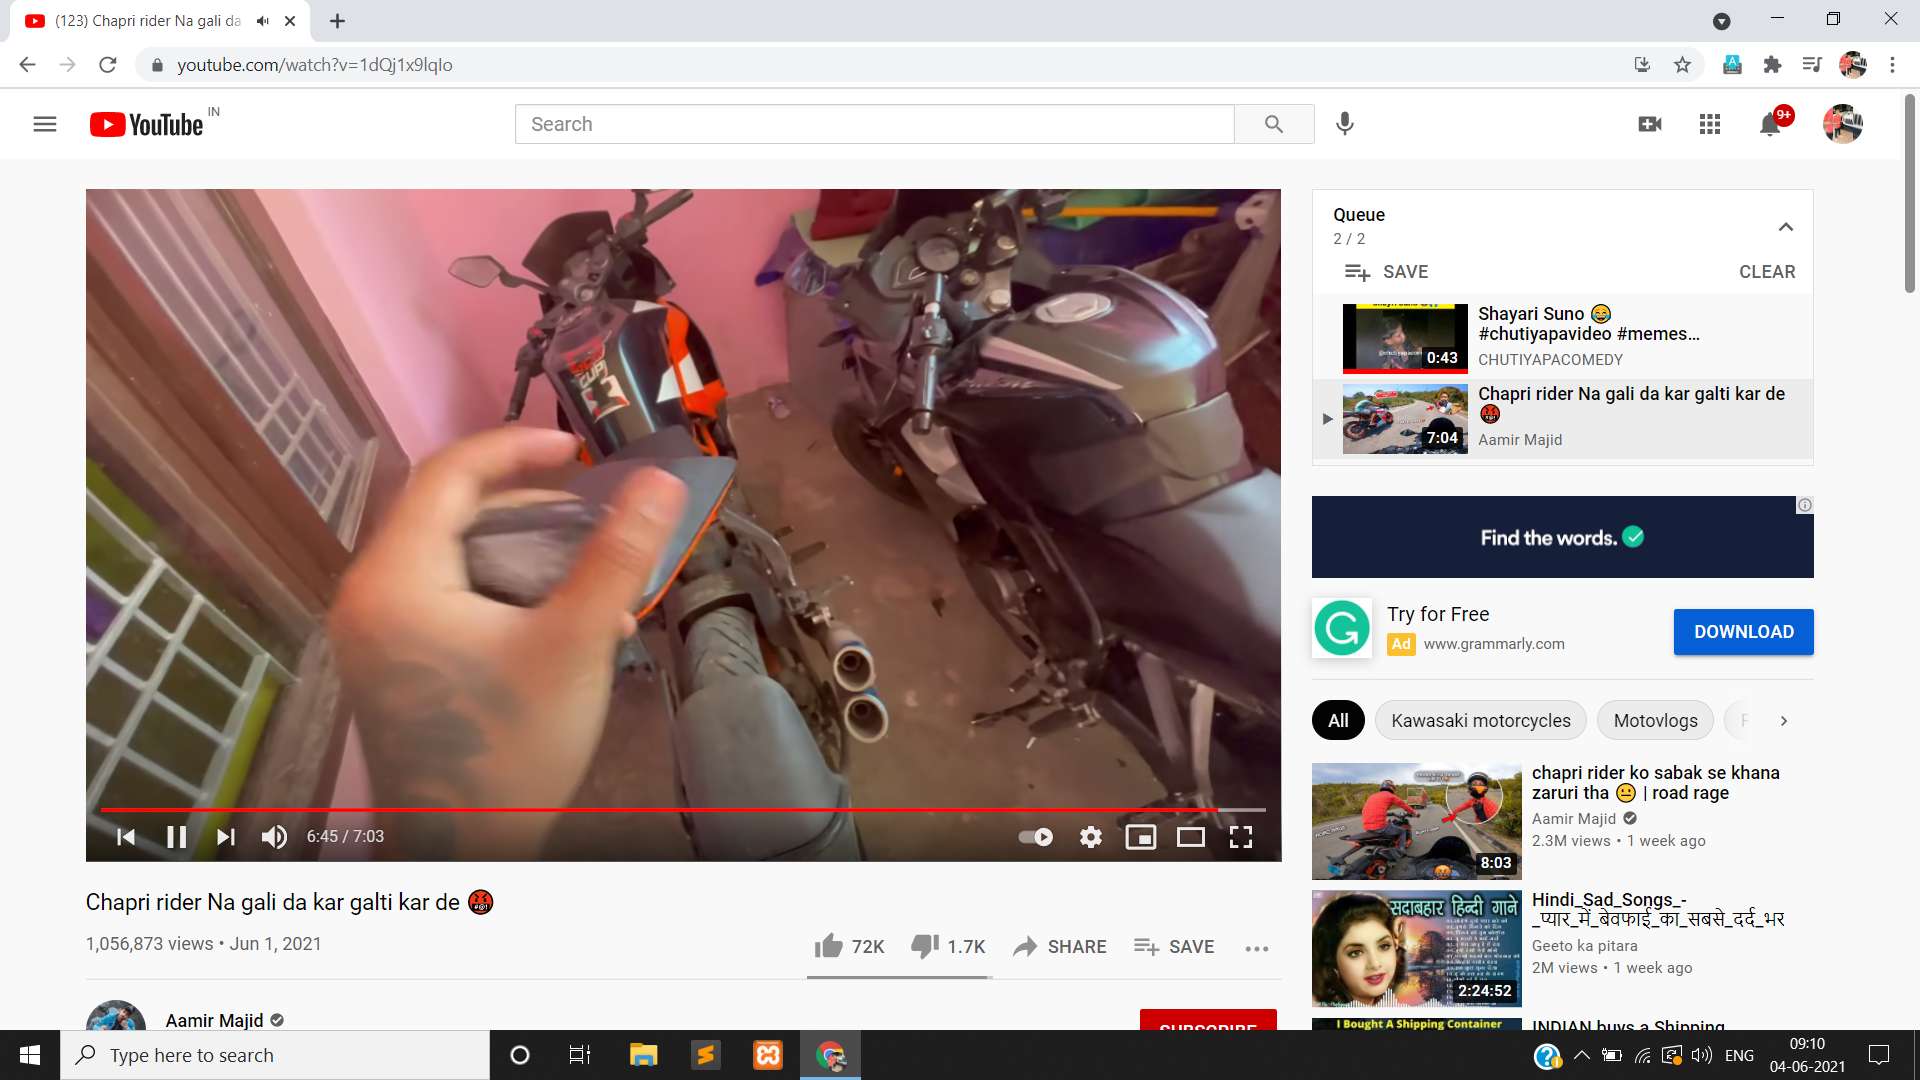 (123) Chapri rider Na gali da
youtube.com/watch?v=1dQj1x9lqIo
YouTube IN
Search
9+
CUP
6:45 / 7:03
Chapri rider Na gali da kar galti kar de
1,056,873 views • Jun 1, 2021
72K
1.7K
SHARE
SAVE
Aamir Majid
SUBSCRIBE
Queue
2 / 2
SAVE
CLEAR
0:43
Shayari Suno 😂
#chutiyapavideo #memes...
CHUTIYAPACOMEDY
7:04
Chapri rider Na gali da kar galti kar de
🤬
Aamir Majid
Find the words.
Try for Free
Ad www.grammarly.com
DOWNLOAD
All
Kawasaki motorcycles
Motovlogs
8:03
chapri rider ko sabak se khana
zaruri tha 😐 | road rage
Aamir Majid
2.3M views • 1 week ago
सदाबहार हिन्दी गाने
2:24:52
Hindi_Sad_Songs_-
_प्यार_में_बेवफाई_का_सबसे_दर्द_भर
Geeto ka pitara
2M views • 1 week ago
I Bought A Shipping Container
INDIAN buys a Shipping
Type here to search
ENG
09:10
04-06-2021